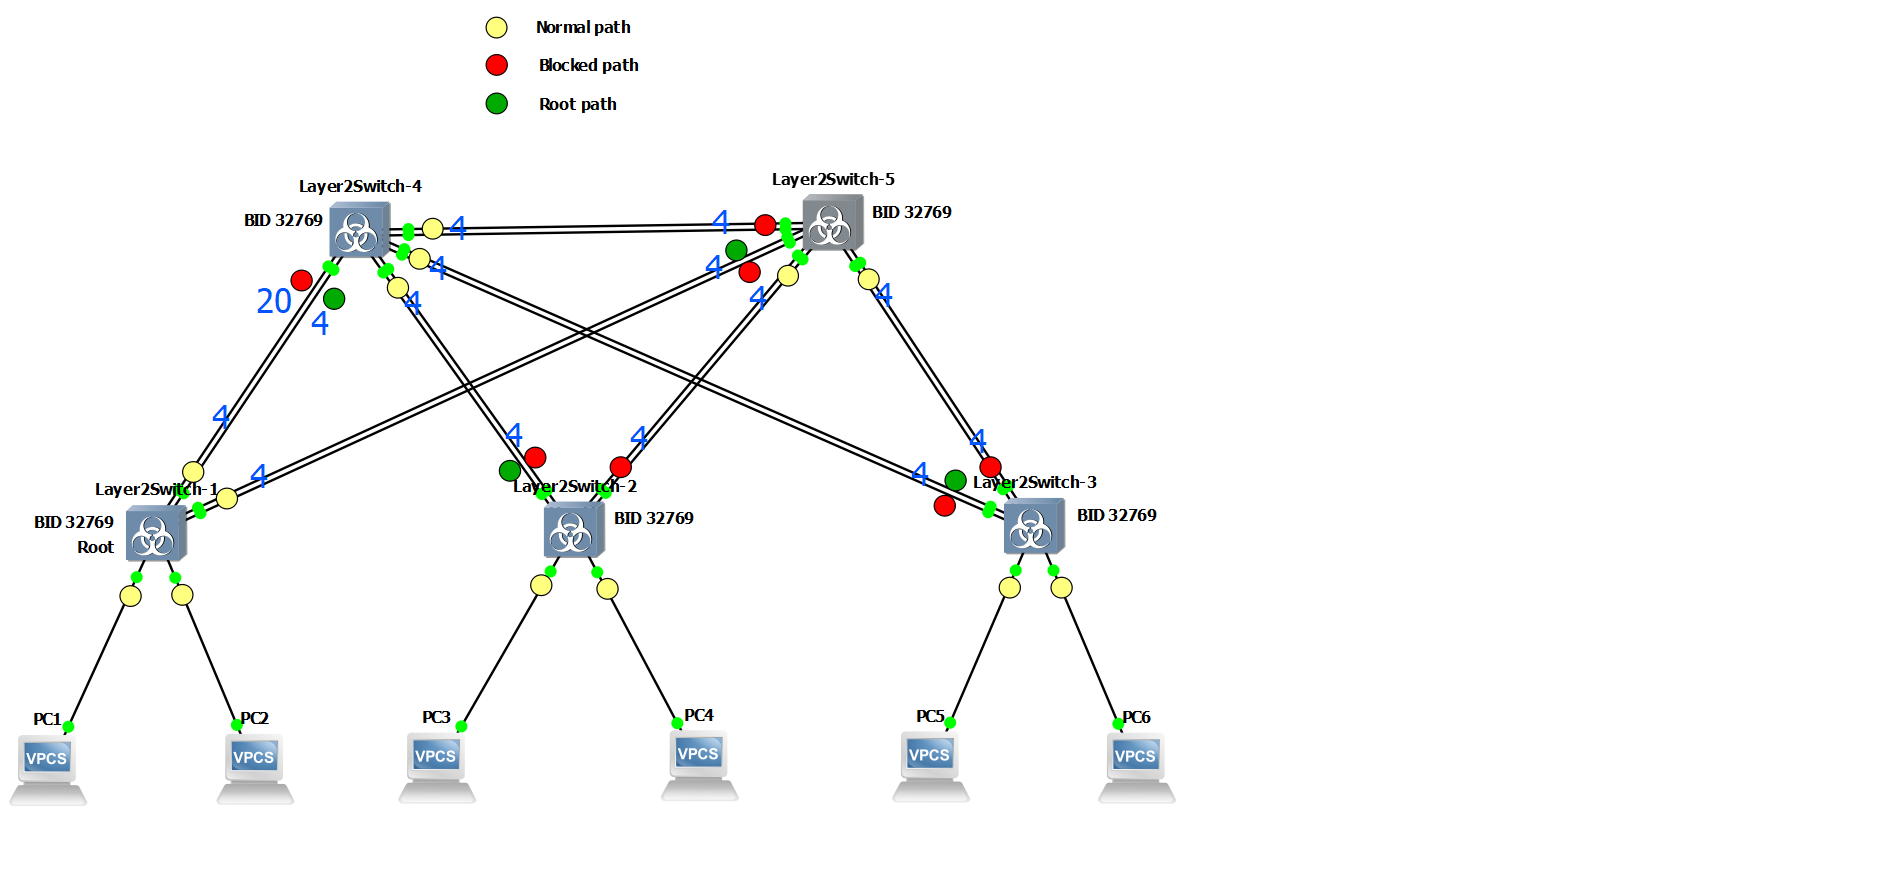 Normal path
Blocked path
Root path
Layer2Switch-4
Layer2Switch-5
BID 32769
BID 32769
4
4
4
4
4
4
4
4
20
4
4
4
4
4
4
4
Layer2Switch-1
Layer2Switch-2
Layer2Switch-3
BID 32769
Root
BID 32769
BID 32769
PC1
PC2
PC3
PC4
PC5
PC6
VPCS
VPCS
VPCS
VPCS
VPCS
VPCS